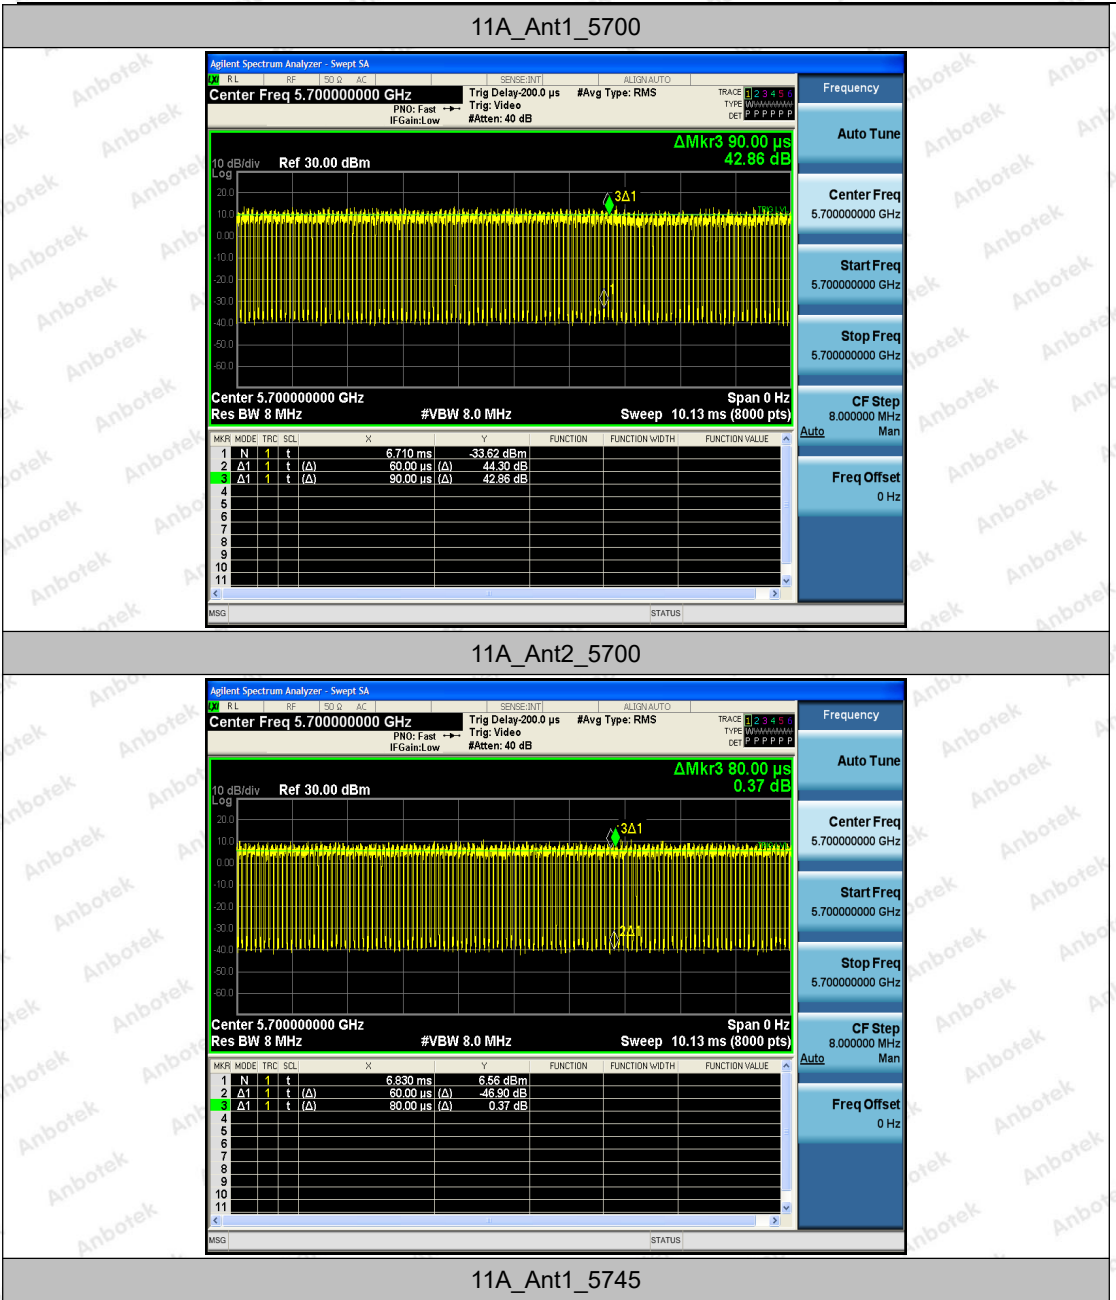 11A_Ant1_5700
Agilent Spectrum Analyzer - Swept SA
LXI RL RF 50 Ω AC SENSE:INT ALIGNAUTO
Center Freq 5.700000000 GHz
PNO: Fast
IFGain:Low
Trig Delay-200.0 µs
Trig: Video
#Atten: 40 dB
#Avg Type: RMS
TRACE 1 2 3 4 5 6
TYPE
DET P P P P P P
ΔMkr3 90.00 µs
42.86 dB
10 dB/div
Log
Ref 30.00 dBm
20.0
10.0
0.00
-10.0
-20.0
-30.0
-40.0
-50.0
-60.0
3Δ1
1
Center 5.700000000 GHz
Span 0 Hz
Res BW 8 MHz
#VBW 8.0 MHz
Sweep 10.13 ms (8000 pts)
MKR MODE TRC SCL X Y FUNCTION FUNCTION WIDTH FUNCTION VALUE
1 N 1 t 6.710 ms -33.62 dBm
2 Δ1 1 t (Δ) 60.00 µs (Δ) 44.30 dB
3 Δ1 1 t (Δ) 90.00 µs (Δ) 42.86 dB
4
5
6
7
8
9
10
11
MSG
STATUS
Frequency
Auto Tune
Center Freq
5.700000000 GHz
Start Freq
5.700000000 GHz
Stop Freq
5.700000000 GHz
CF Step
8.000000 MHz
Auto Man
Freq Offset
0 Hz
11A_Ant2_5700
Agilent Spectrum Analyzer - Swept SA
LXI RL RF 50 Ω AC SENSE:INT ALIGNAUTO
Center Freq 5.700000000 GHz
PNO: Fast
IFGain:Low
Trig Delay-200.0 µs
Trig: Video
#Atten: 40 dB
#Avg Type: RMS
TRACE 1 2 3 4 5 6
TYPE
DET P P P P P P
ΔMkr3 80.00 µs
0.37 dB
10 dB/div
Log
Ref 30.00 dBm
20.0
10.0
0.00
-10.0
-20.0
-30.0
-40.0
-50.0
-60.0
3Δ1
2Δ1
Center 5.700000000 GHz
Span 0 Hz
Res BW 8 MHz
#VBW 8.0 MHz
Sweep 10.13 ms (8000 pts)
MKR MODE TRC SCL X Y FUNCTION FUNCTION WIDTH FUNCTION VALUE
1 N 1 t 6.830 ms 6.56 dBm
2 Δ1 1 t (Δ) 60.00 µs (Δ) -46.90 dB
3 Δ1 1 t (Δ) 80.00 µs (Δ) 0.37 dB
4
5
6
7
8
9
10
11
MSG
STATUS
Frequency
Auto Tune
Center Freq
5.700000000 GHz
Start Freq
5.700000000 GHz
Stop Freq
5.700000000 GHz
CF Step
8.000000 MHz
Auto Man
Freq Offset
0 Hz
11A_Ant1_5745